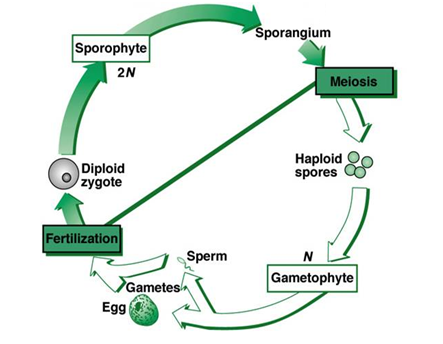 Sporangium
Sporophyte
2N
Meiosis
Haploid
spores
Diploid
zygote
Fertilization
Sperm
N
Gametophyte
Gametes
Egg